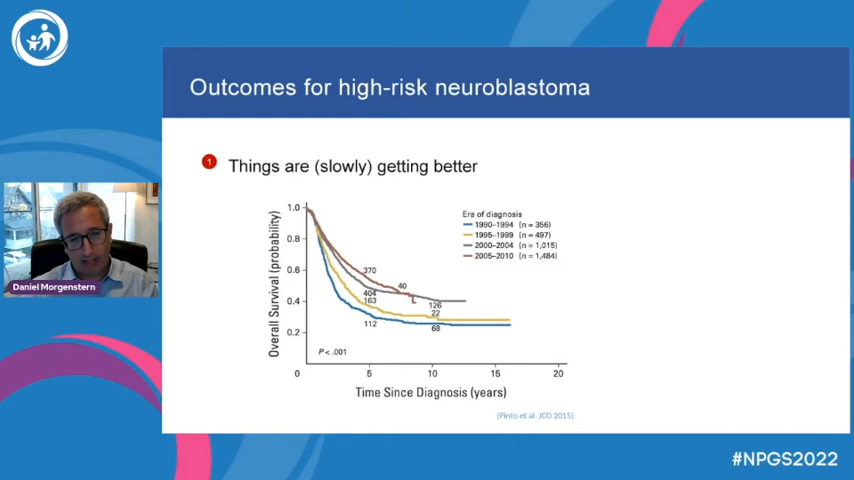 Outcomes for high-risk neuroblastoma
1 Things are (slowly) getting better
Overall Survival (probability)
1.0
0.8
0.6
0.4
0.2
0 5 10 15 20
Time Since Diagnosis (years)
Era of diagnosis
1990–1994 (n = 356)
1995–1999 (n = 497)
2000–2004 (n = 1,015)
2005–2010 (n = 1,484)
370
40
404
163
126
22
112
68
P < .001
(Pinto et al. JCO 2015)
Daniel Morgenstern
#NPGS2022